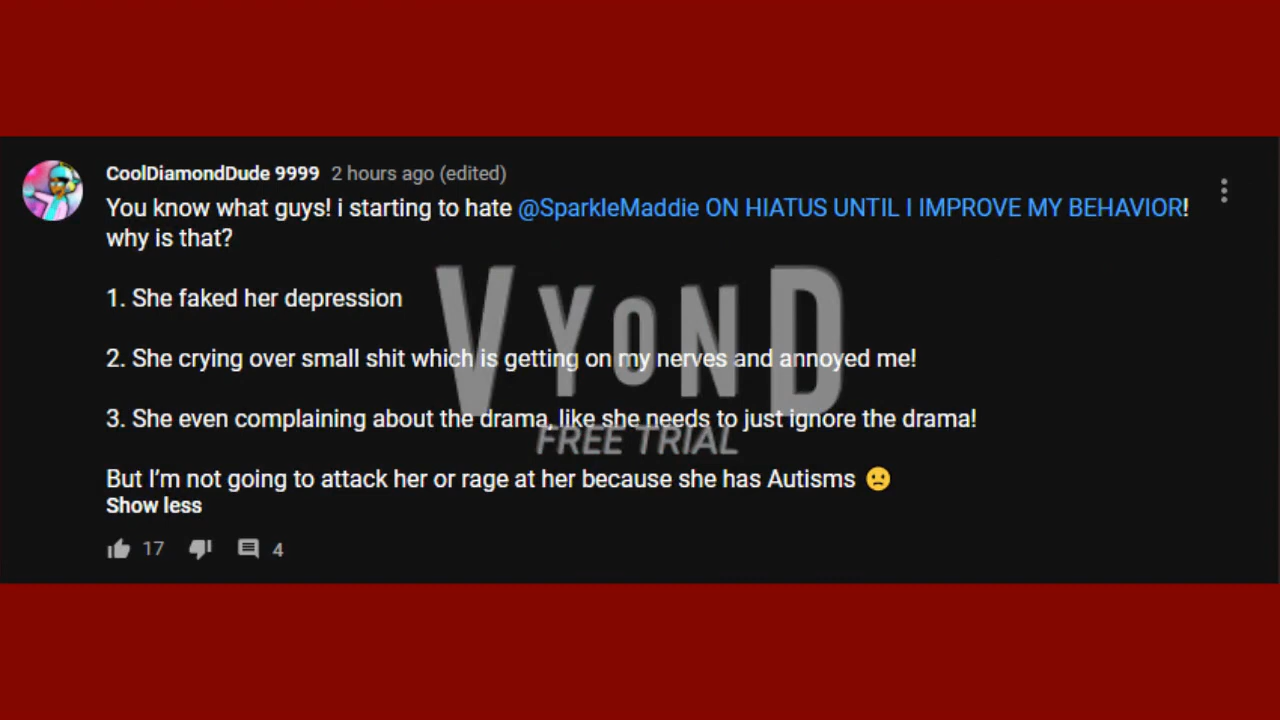 CoolDiamondDude 9999 2 hours ago (edited)
You know what guys! i starting to hate @SparkleMaddie ON HIATUS UNTIL I IMPROVE MY BEHAVIOR!
why is that?
1. She faked her depression
2. She crying over small shit which is getting on my nerves and annoyed me!
3. She even complaining about the drama, like she needs to just ignore the drama!
But I'm not going to attack her or rage at her because she has Autisms 😕
Show less
17 4
VYOND
FREE TRIAL